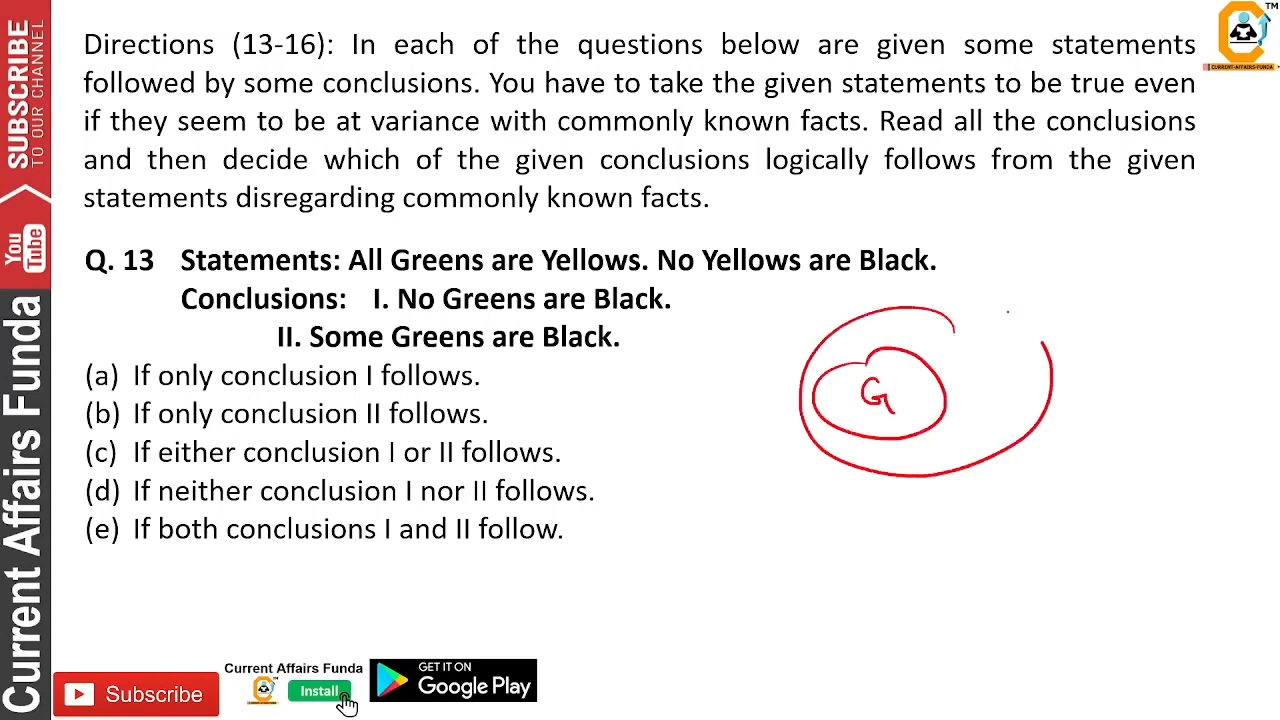 SUBSCRIBE
TO OUR CHANNEL
You Tube
Current Affairs Funda
TM
CURRENT-AFFAIRS-FUNDA
Directions (13-16): In each of the questions below are given some statements
followed by some conclusions. You have to take the given statements to be true even
if they seem to be at variance with commonly known facts. Read all the conclusions
and then decide which of the given conclusions logically follows from the given
statements disregarding commonly known facts.
Q. 13 Statements: All Greens are Yellows. No Yellows are Black.
Conclusions: I. No Greens are Black.
II. Some Greens are Black.
(a) If only conclusion I follows.
(b) If only conclusion II follows.
(c) If either conclusion I or II follows.
(d) If neither conclusion I nor II follows.
(e) If both conclusions I and II follow.
G
Subscribe
Current Affairs Funda
Install
GET IT ON
Google Play